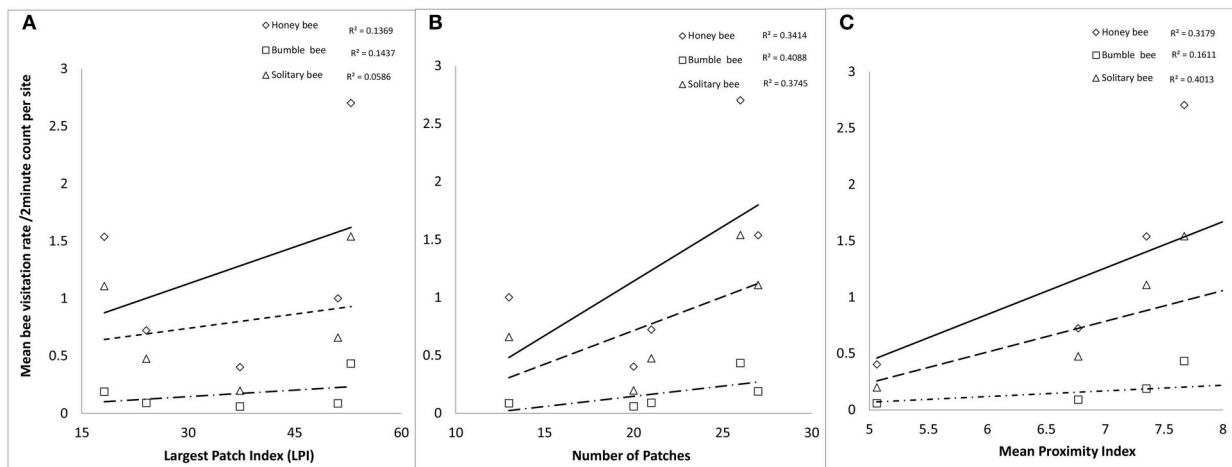 A
Honey bee R² = 0.1369
Bumble bee R² = 0.1437
Solitary bee R² = 0.0586
Mean bee visitation rate /2minute count per site
3
2.5
2
1.5
1
0.5
0
15 30 45 60
Largest Patch Index (LPI)
B
Honey bee R² = 0.3414
Bumble bee R² = 0.4088
Solitary bee R² = 0.3745
3
2.5
2
1.5
1
0.5
0
10 15 20 25 30
Number of Patches
C
Honey bee R² = 0.3179
Bumble bee R² = 0.1611
Solitary bee R² = 0.4013
3
2.5
2
1.5
1
0.5
0
5 5.5 6 6.5 7 7.5 8
Mean Proximity Index